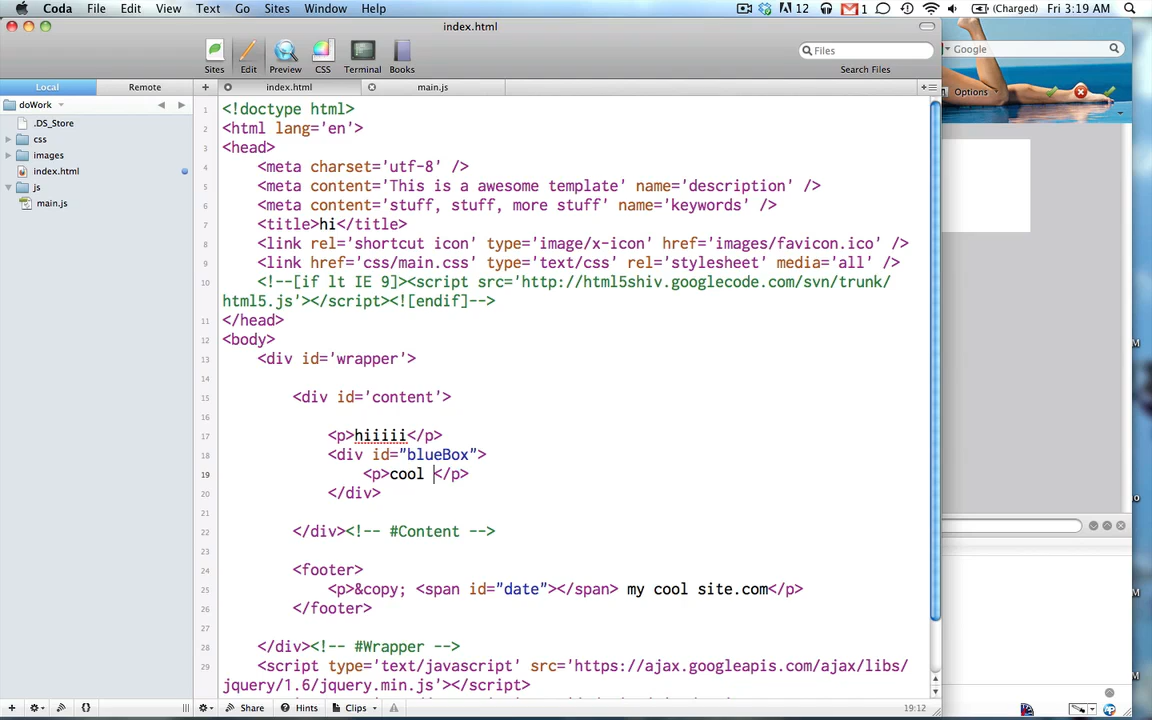 Coda File Edit View Text Go Sites Window Help 12 1 (Charged) Fri 3:19 AM
index.html
Sites Edit Preview CSS Terminal Books
Files
Search Files
Google
Options
Local Remote
index.html main.js
doWork
.DS_Store
css
images
index.html
js
main.js
1 <!doctype html>
2 <html lang='en'>
3 <head>
4 <meta charset='utf-8' />
5 <meta content='This is a awesome template' name='description' />
6 <meta content='stuff, stuff, more stuff' name='keywords' />
7 <title>hi</title>
8 <link rel='shortcut icon' type='image/x-icon' href='images/favicon.ico' />
9 <link href='css/main.css' type='text/css' rel='stylesheet' media='all' />
10 <!--[if lt IE 9]><script src='http://html5shiv.googlecode.com/svn/trunk/
html5.js'></script><![endif]-->
11 </head>
12 <body>
13 <div id='wrapper'>
14
15 <div id='content'>
16
17 <p>hiiiii</p>
18 <div id="blueBox">
19 <p>cool </p>
20 </div>
21
22 </div><!-- #Content -->
23
24 <footer>
25 <p>&copy; <span id="date"></span> my cool site.com</p>
26 </footer>
27
28 </div><!-- #Wrapper -->
29 <script type='text/javascript' src='https://ajax.googleapis.com/ajax/libs/
jquery/1.6/jquery.min.js'></script>
Share Hints Clips 19:12